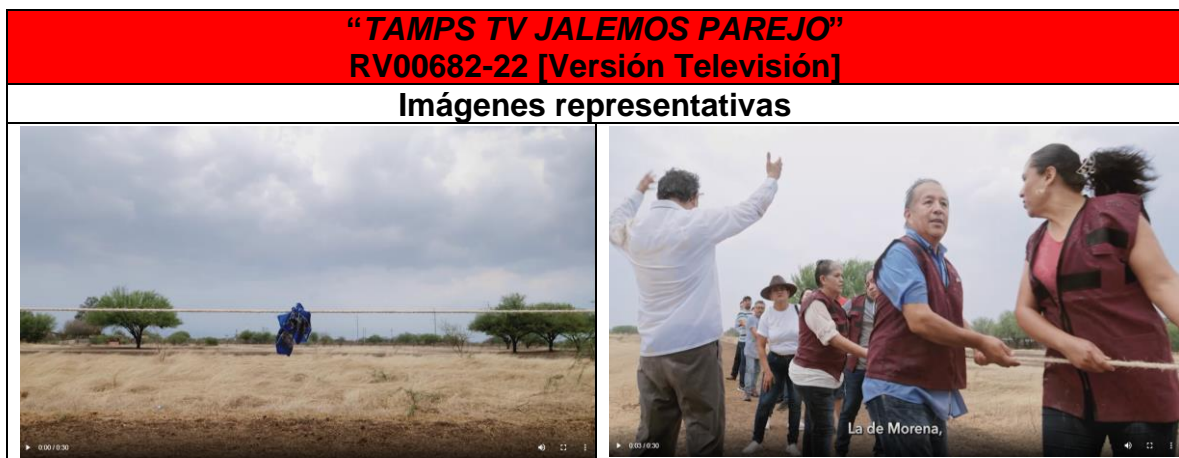 “TAMPS TV JALEMOS PAREJO”
RV00682-22 [Versión Televisión]
Imágenes representativas
0:00 / 0:30
La de Morena,
0:03 / 0:30